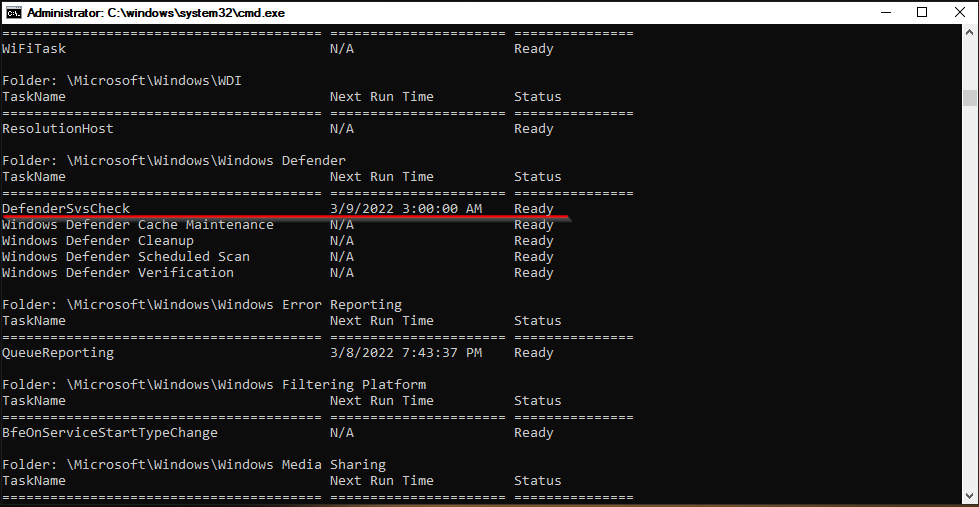 Administrator: C:\windows\system32\cmd.exe
======================================== ====================== ===============
WiFiTask                                 N/A                    Ready
Folder: \Microsoft\Windows\WDI
TaskName                                 Next Run Time          Status
======================================== ====================== ===============
ResolutionHost                           N/A                    Ready
Folder: \Microsoft\Windows\Windows Defender
TaskName                                 Next Run Time          Status
======================================== ====================== ===============
DefenderSvsCheck                         3/9/2022 3:00:00 AM    Ready
Windows Defender Cache Maintenance       N/A                    Ready
Windows Defender Cleanup                 N/A                    Ready
Windows Defender Scheduled Scan          N/A                    Ready
Windows Defender Verification            N/A                    Ready
Folder: \Microsoft\Windows\Windows Error Reporting
TaskName                                 Next Run Time          Status
======================================== ====================== ===============
QueueReporting                           3/8/2022 7:43:37 PM    Ready
Folder: \Microsoft\Windows\Windows Filtering Platform
TaskName                                 Next Run Time          Status
======================================== ====================== ===============
BfeOnServiceStartTypeChange              N/A                    Ready
Folder: \Microsoft\Windows\Windows Media Sharing
TaskName                                 Next Run Time          Status
======================================== ====================== ===============